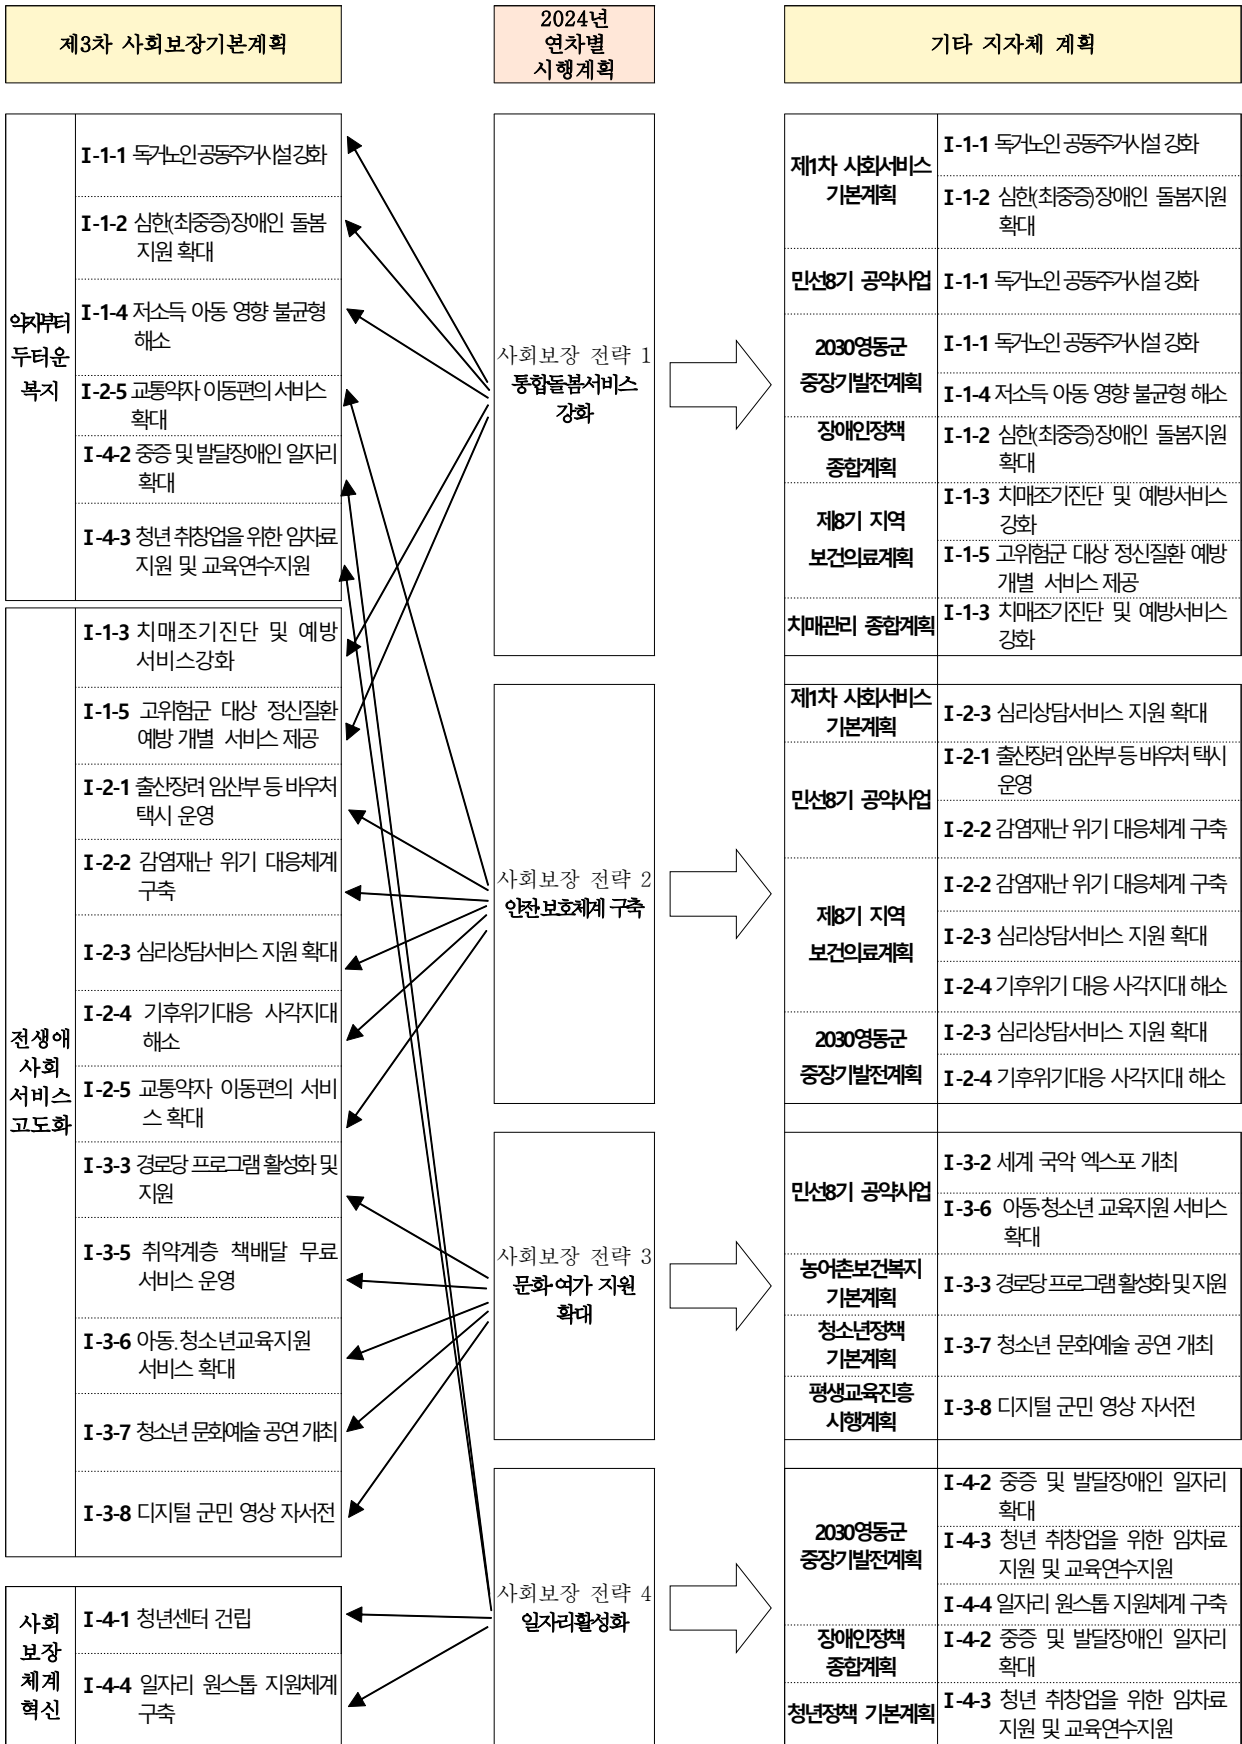 제3차 사회보장기본계획
2024년
연차별
시행계획
기타 지자체 계획
약자부터
두터운
복지
I-1-1 독거노인 공동주거시설 강화
I-1-2 심한(최중증)장애인 돌봄
지원 확대
I-1-4 저소득 아동 영향 불균형
해소
I-2-5 교통약자 이동편의 서비스
확대
I-4-2 중증 및 발달장애인 일자리
확대
I-4-3 청년 취창업을 위한 임차료
지원 및 교육연수지원
전생애
사회
서비스
고도화
I-1-3 치매조기진단 및 예방
서비스강화
I-1-5 고위험군 대상 정신질환
예방 개별 서비스 제공
I-2-1 출산장려 임산부 등 바우처
택시 운영
I-2-2 감염재난 위기 대응체계
구축
I-2-3 심리상담서비스 지원 확대
I-2-4 기후위기대응 사각지대
해소
I-2-5 교통약자 이동편의 서비
스 확대
I-3-3 경로당 프로그램 활성화 및
지원
I-3-5 취약계층 책배달 무료
서비스 운영
I-3-6 아동.청소년교육지원
서비스 확대
I-3-7 청소년 문화예술 공연 개최
I-3-8 디지털 군민 영상 자서전
사회
보장
체계
혁신
I-4-1 청년센터 건립
I-4-4 일자리 원스톱 지원체계
구축
사회보장 전략 1
통합돌봄서비스
강화
사회보장 전략 2
안전·보호체계 구축
사회보장 전략 3
문화·여가 지원
확대
사회보장 전략 4
일자리활성화
제1차 사회서비스
기본계획
I-1-1 독거노인 공동주거시설 강화
I-1-2 심한(최중증)장애인 돌봄지원
확대
민선8기 공약사업
I-1-1 독거노인 공동주거시설 강화
2030영동군
중장기발전계획
I-1-1 독거노인 공동주거시설 강화
I-1-4 저소득 아동 영향 불균형 해소
장애인정책
종합계획
I-1-2 심한(최중증)장애인 돌봄지원
확대
제8기 지역
보건의료계획
I-1-3 치매조기진단 및 예방서비스
강화
I-1-5 고위험군 대상 정신질환 예방
개별 서비스 제공
치매관리 종합계획
I-1-3 치매조기진단 및 예방서비스
강화
제1차 사회서비스
기본계획
I-2-3 심리상담서비스 지원 확대
민선8기 공약사업
I-2-1 출산장려 임산부 등 바우처 택시
운영
I-2-2 감염재난 위기 대응체계 구축
제8기 지역
보건의료계획
I-2-2 감염재난 위기 대응체계 구축
I-2-3 심리상담서비스 지원 확대
I-2-4 기후위기 대응 사각지대 해소
2030영동군
중장기발전계획
I-2-3 심리상담서비스 지원 확대
I-2-4 기후위기대응 사각지대 해소
민선8기 공약사업
I-3-2 세계 국악 엑스포 개최
I-3-6 아동·청소년 교육지원 서비스
확대
농어촌보건복지
기본계획
I-3-3 경로당 프로그램 활성화 및 지원
청소년정책
기본계획
I-3-7 청소년 문화예술 공연 개최
평생교육진흥
시행계획
I-3-8 디지털 군민 영상 자서전
2030영동군
중장기발전계획
I-4-2 중증 및 발달장애인 일자리
확대
I-4-3 청년 취창업을 위한 임차료
지원 및 교육연수지원
I-4-4 일자리 원스톱 지원체계 구축
장애인정책
종합계획
I-4-2 중증 및 발달장애인 일자리
확대
청년정책 기본계획
I-4-3 청년 취창업을 위한 임차료
지원 및 교육연수지원